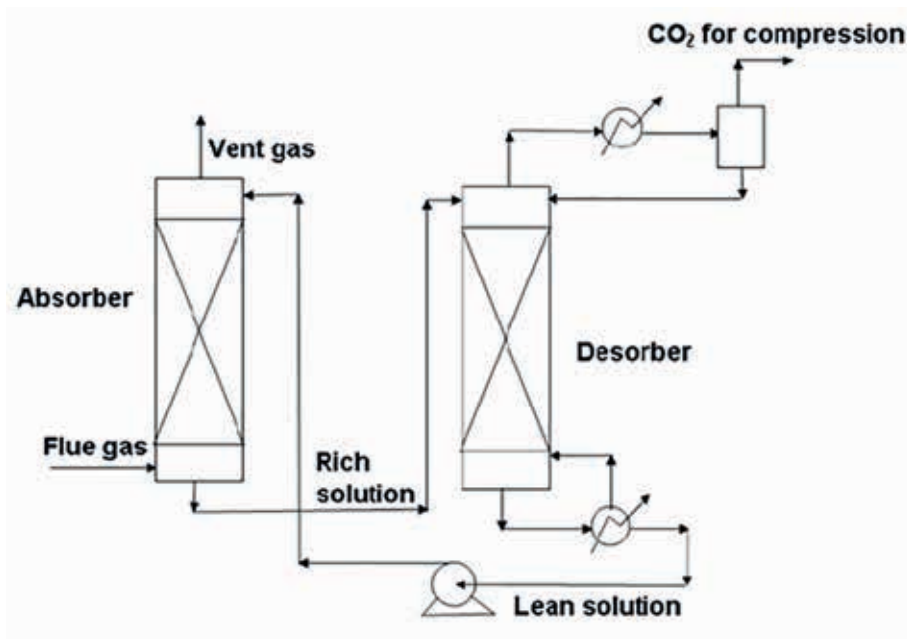 CO₂ for compression
Vent gas
Absorber
Desorber
Flue gas
Rich
solution
Lean solution